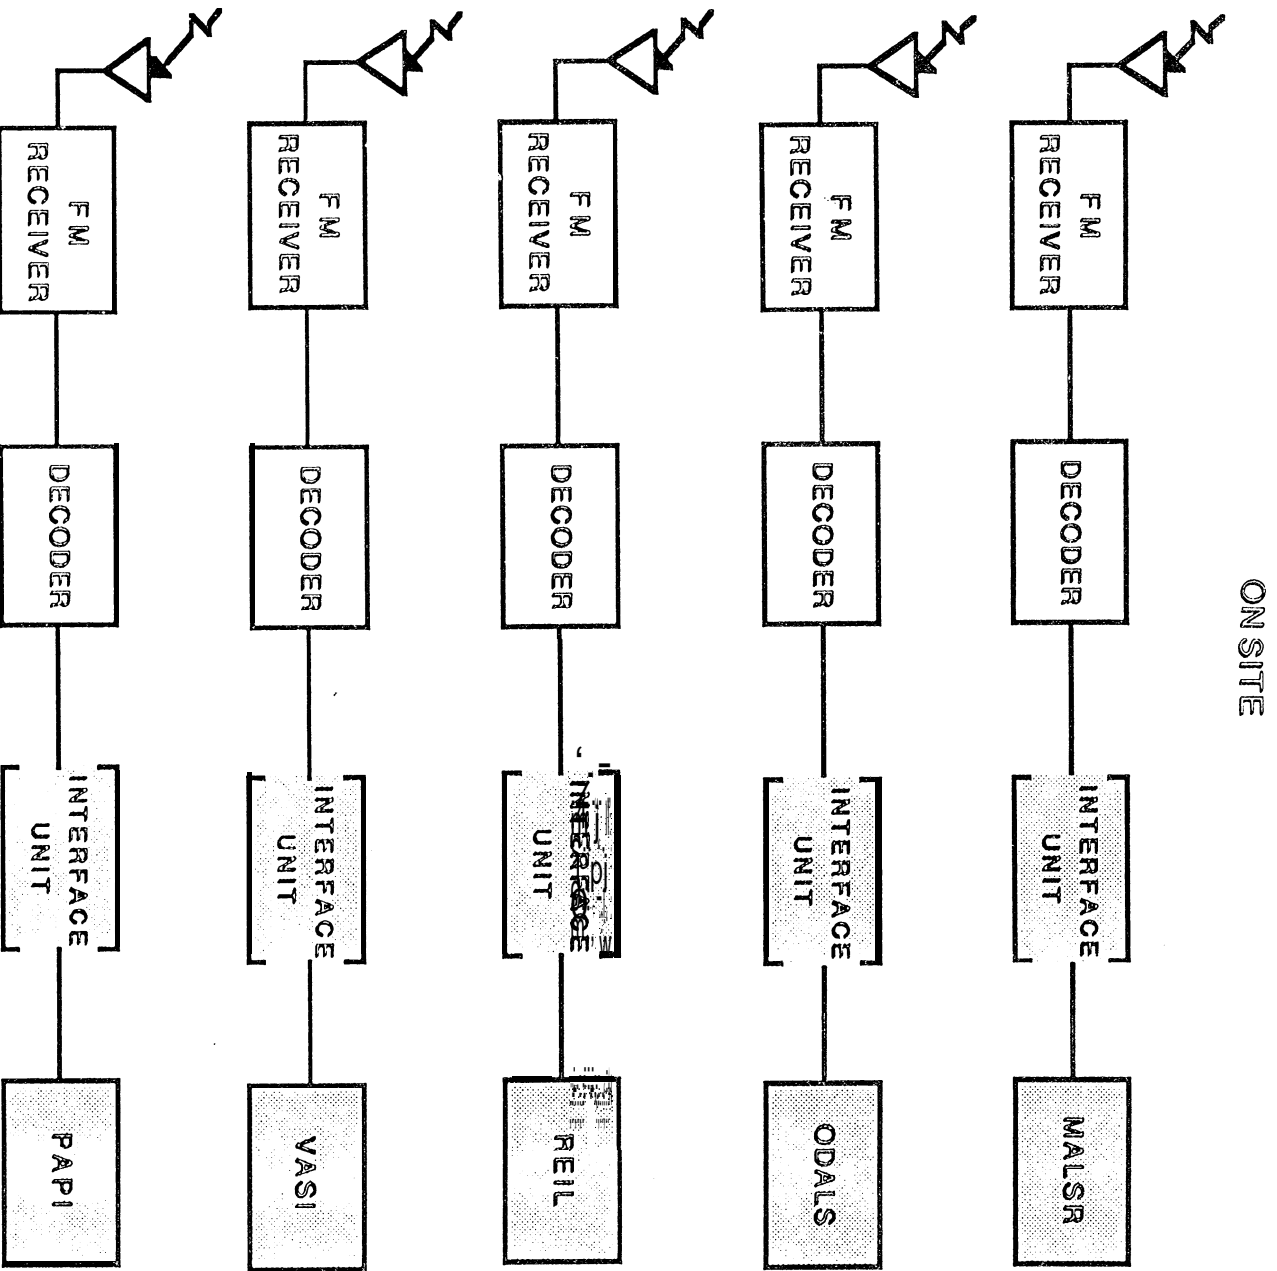 ON SITE
FM
RECEIVER
DECODER
INTERFACE
UNIT
MALSR
FM
RECEIVER
DECODER
INTERFACE
UNIT
ODALS
FM
RECEIVER
DECODER
INTERFACE
UNIT
REIL
FM
RECEIVER
DECODER
INTERFACE
UNIT
VASI
FM
RECEIVER
DECODER
INTERFACE
UNIT
PAPI